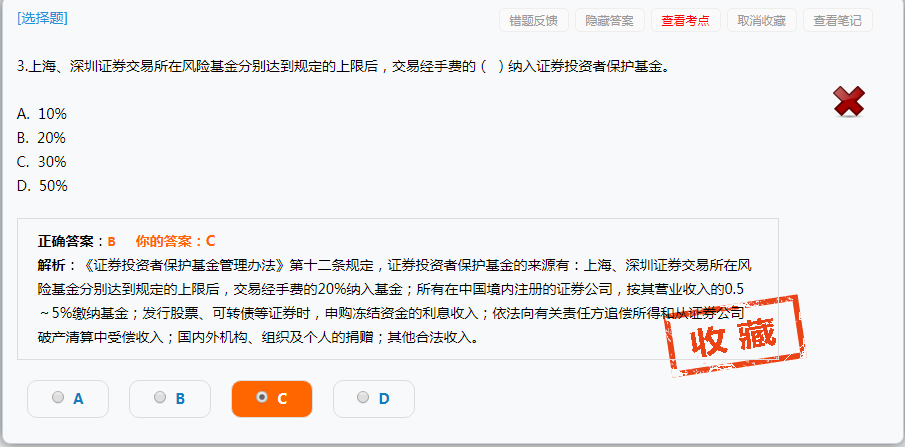 [选择题]
错题反馈 隐藏答案 查看考点 取消收藏 查看笔记
3.上海、深圳证券交易所在风险基金分别达到规定的上限后，交易经手费的（ ）纳入证券投资者保护基金。
A. 10%
B. 20%
C. 30%
D. 50%
正确答案：B 你的答案：C
解析：《证券投资者保护基金管理办法》第十二条规定，证券投资者保护基金的来源有：上海、深圳证券交易所在风
险基金分别达到规定的上限后，交易经手费的20%纳入基金；所有在中国境内注册的证券公司，按其营业收入的0.5
～5%缴纳基金；发行股票、可转债等证券时，申购冻结资金的利息收入；依法向有关责任方追偿所得和从证券公司
破产清算中受偿收入；国内外机构、组织及个人的捐赠；其他合法收入。
收藏
A B C D